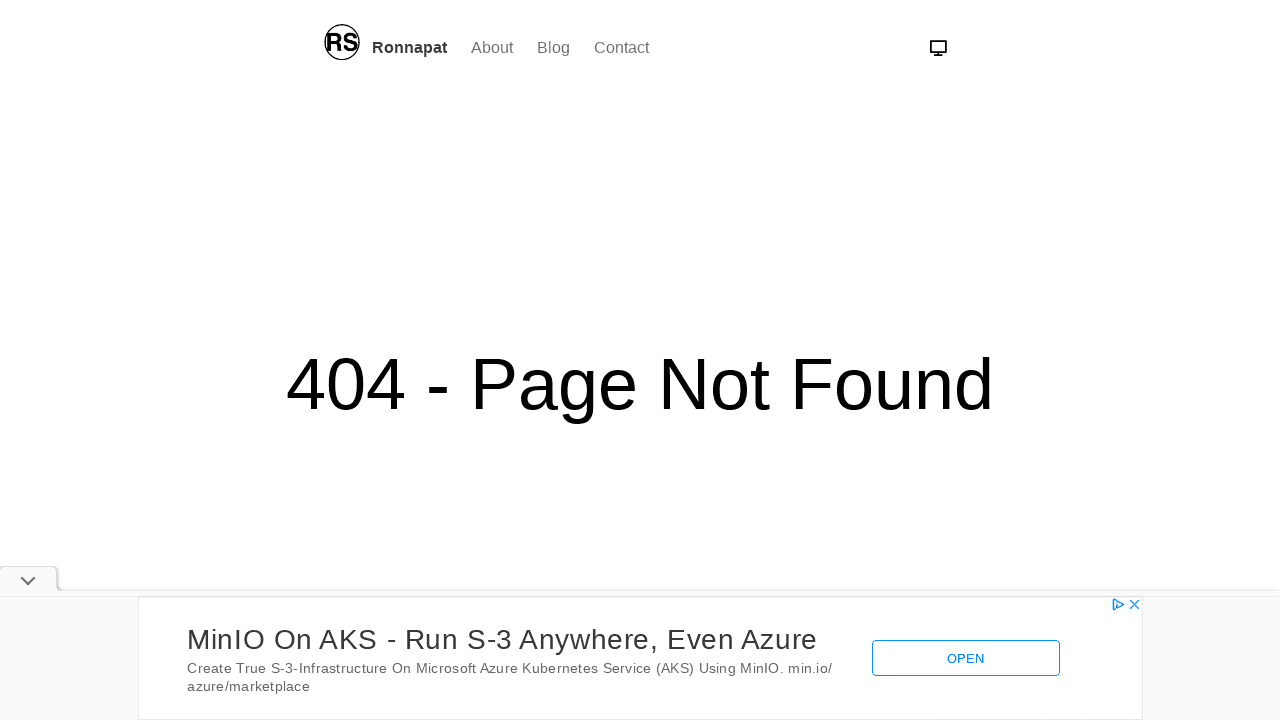 RS Ronnapat About Blog Contact
404 - Page Not Found
MinIO On AKS - Run S-3 Anywhere, Even Azure
Create True S-3-Infrastructure On Microsoft Azure Kubernetes Service (AKS) Using MinIO. min.io/
azure/marketplace
OPEN